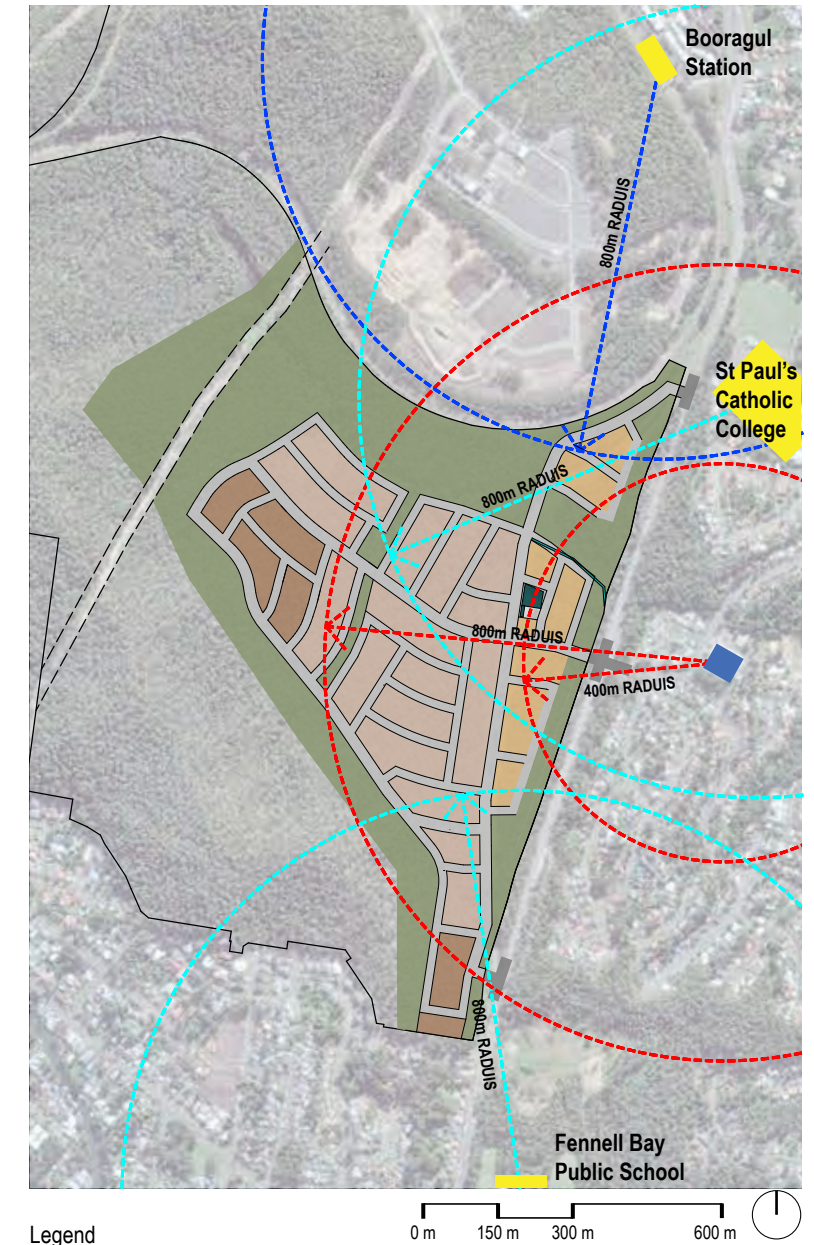 Booragul
Station
800m RADUIS
St Paul's
Catholic
College
800m RADUIS
800m RADUIS
400m RADUIS
800m RADUIS
Fennell Bay
Public School
Legend
0 m
150 m
300 m
600 m